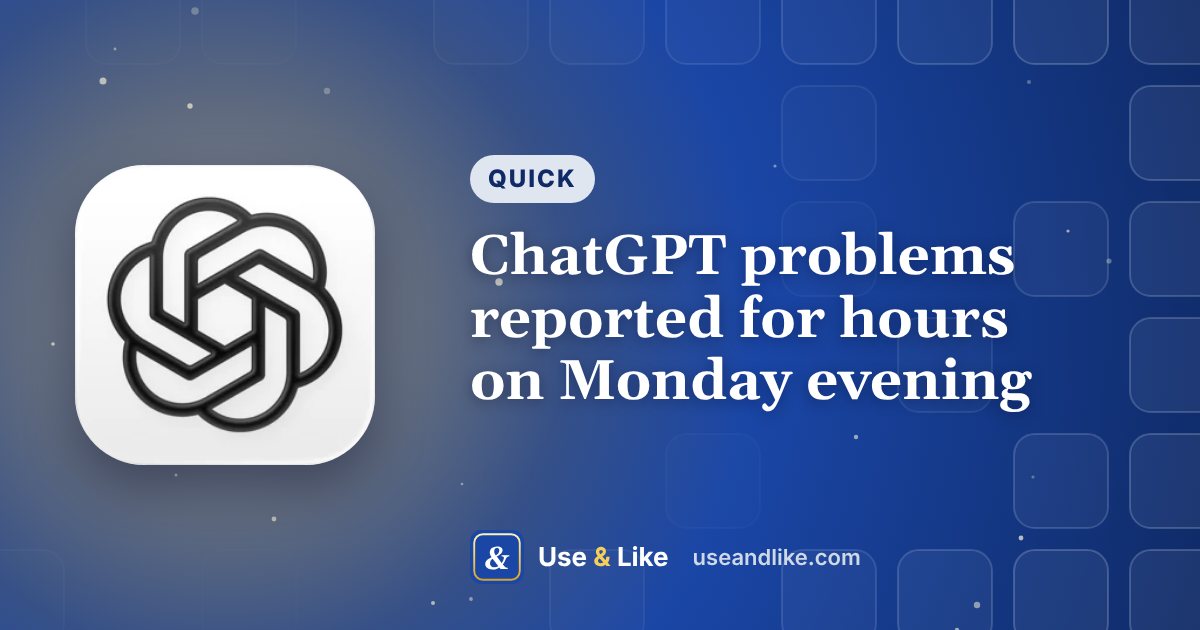 QUICK
ChatGPT problems
reported for hours
on Monday evening
& Use & Like useandlike.com